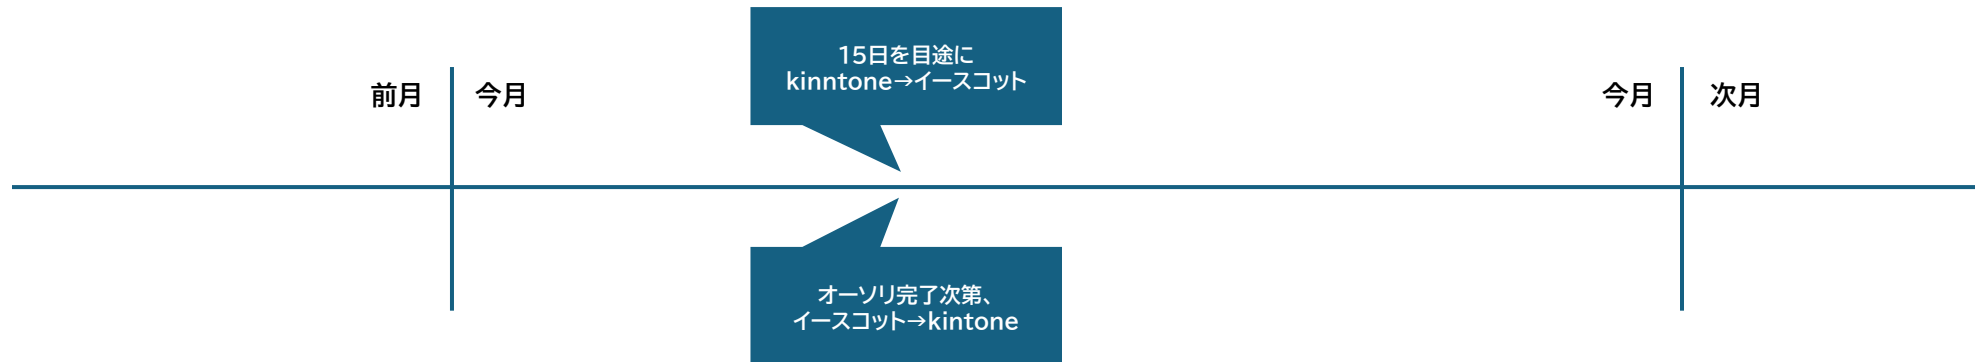 15日を目途に
kinntone→イースコット
前月
今月
今月
次月
オーソリ完了次第、
イースコット→kintone